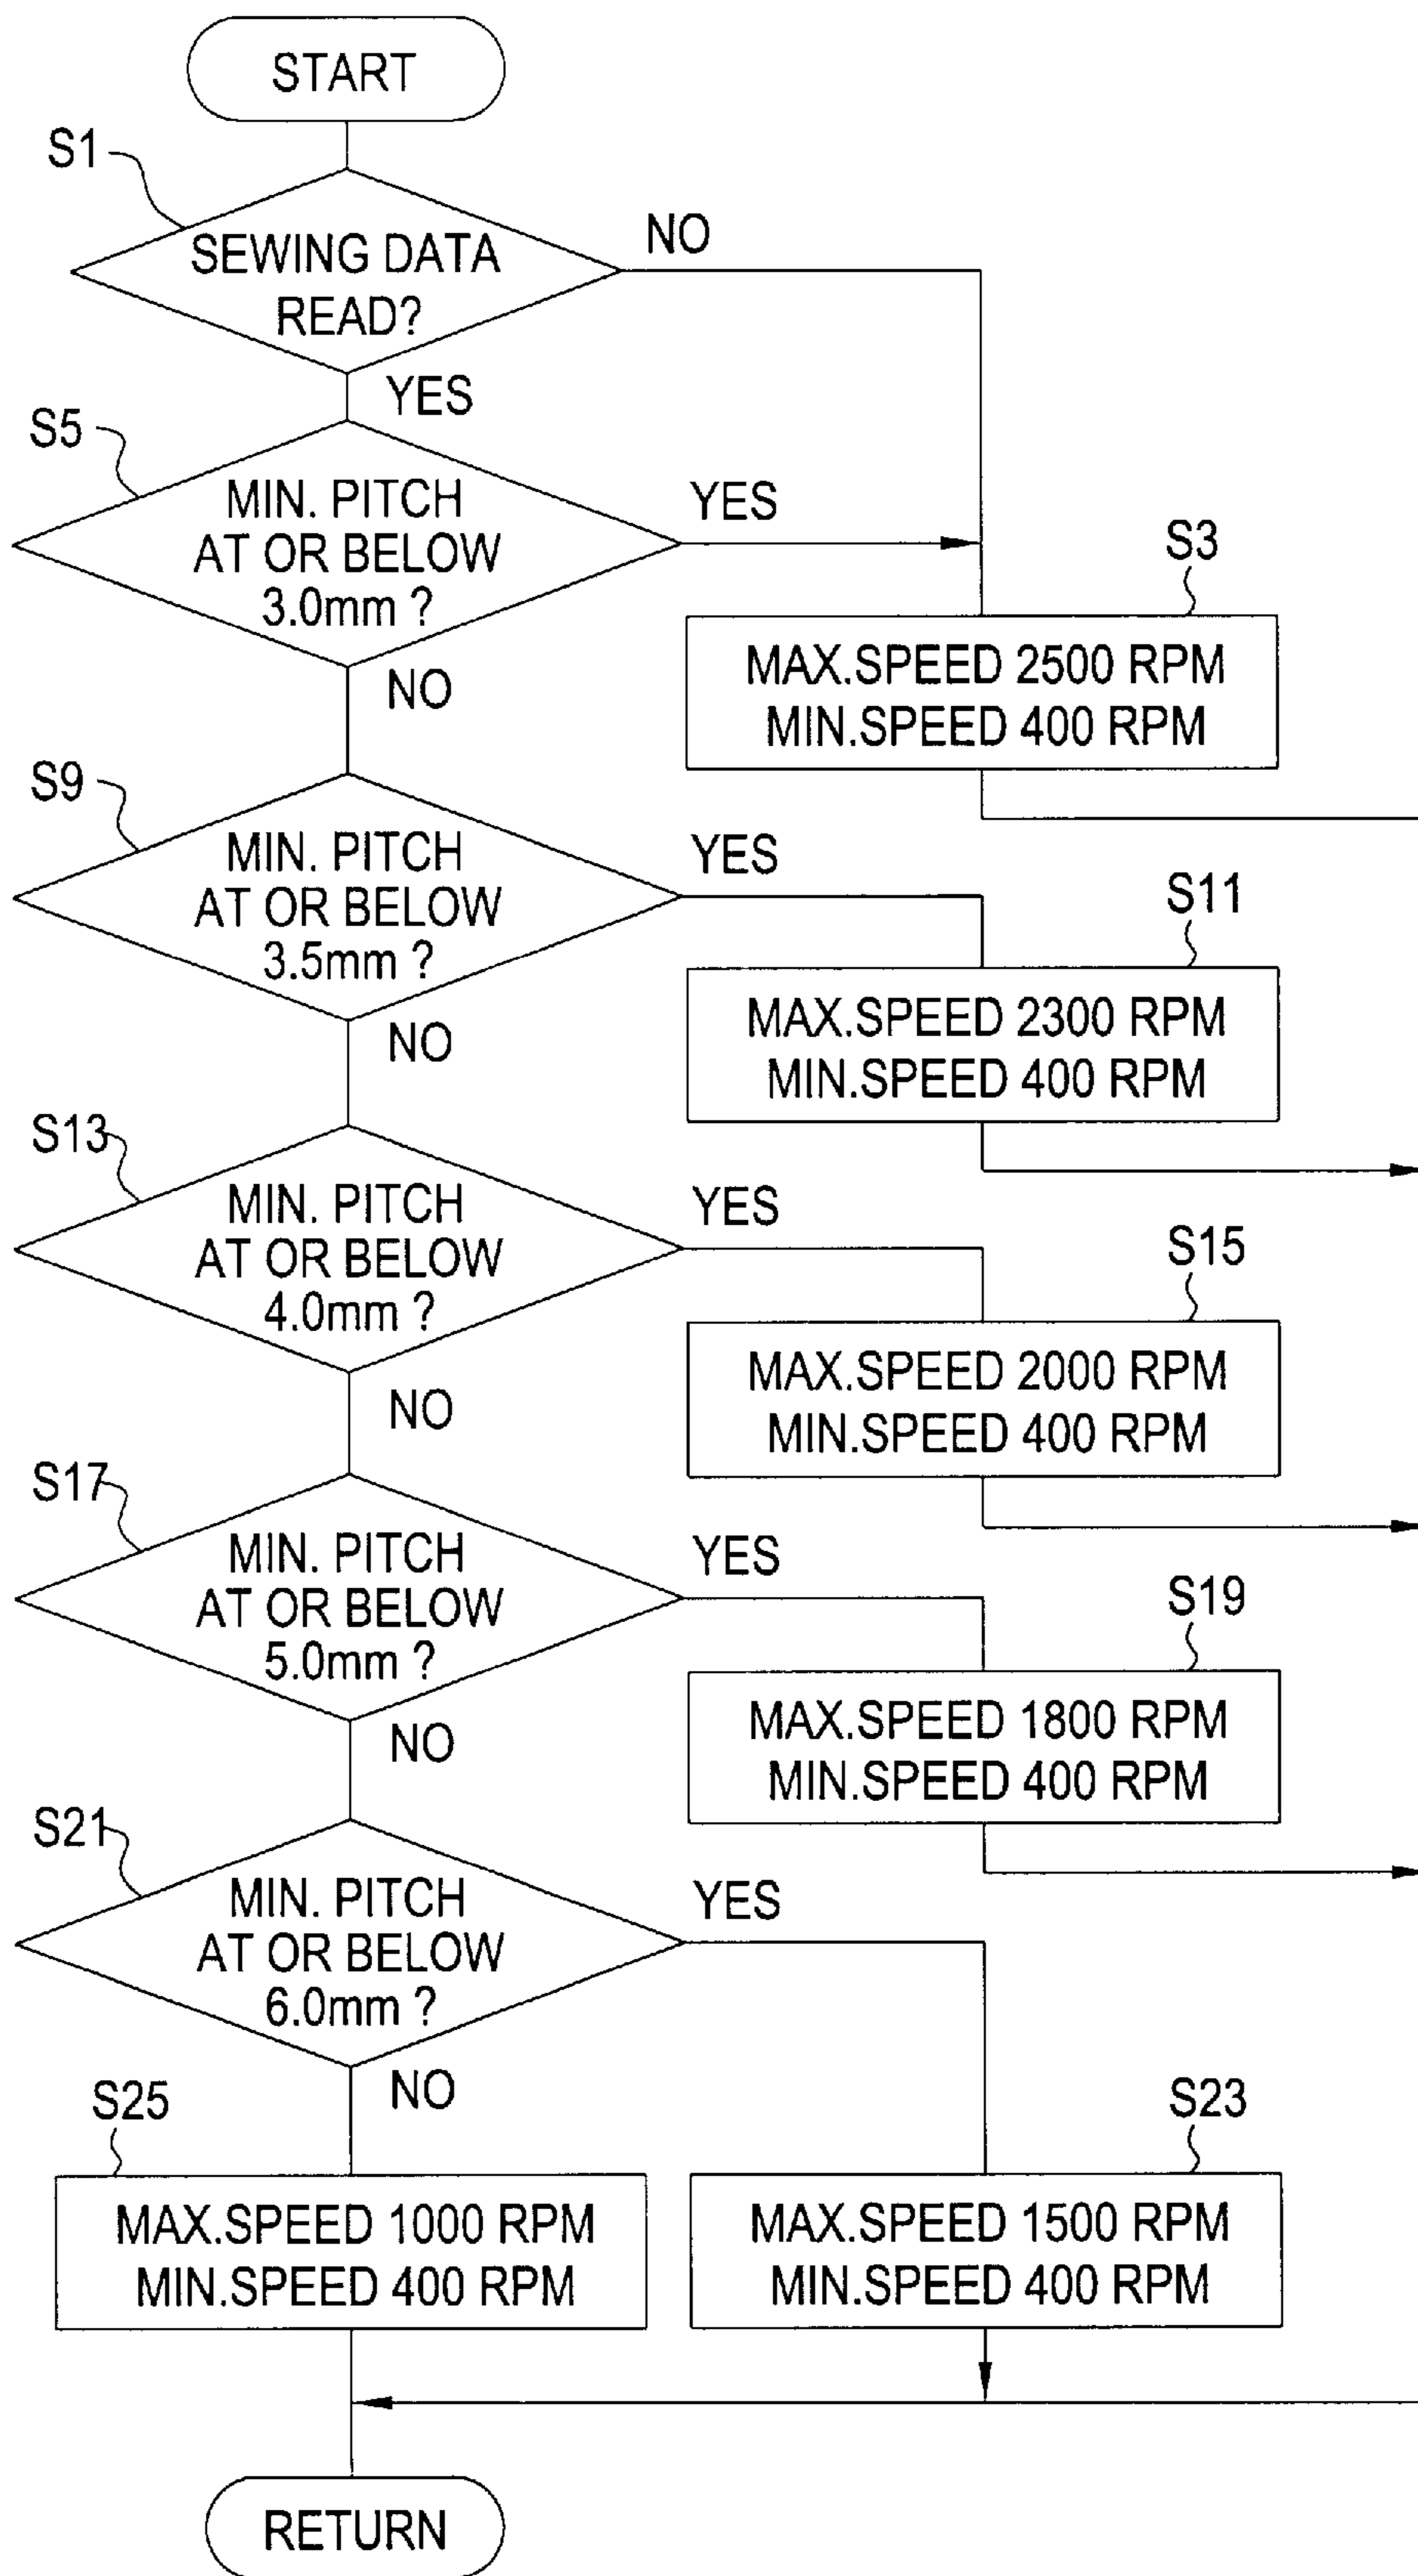 START
S1
SEWING DATA
READ?
NO
YES
S5
MIN. PITCH
AT OR BELOW
3.0mm ?
YES
NO
S3
MAX.SPEED 2500 RPM
MIN.SPEED 400 RPM
S9
MIN. PITCH
AT OR BELOW
3.5mm ?
YES
NO
S11
MAX.SPEED 2300 RPM
MIN.SPEED 400 RPM
S13
MIN. PITCH
AT OR BELOW
4.0mm ?
YES
NO
S15
MAX.SPEED 2000 RPM
MIN.SPEED 400 RPM
S17
MIN. PITCH
AT OR BELOW
5.0mm ?
YES
NO
S19
MAX.SPEED 1800 RPM
MIN.SPEED 400 RPM
S21
MIN. PITCH
AT OR BELOW
6.0mm ?
YES
NO
S25
MAX.SPEED 1000 RPM
MIN.SPEED 400 RPM
S23
MAX.SPEED 1500 RPM
MIN.SPEED 400 RPM
RETURN